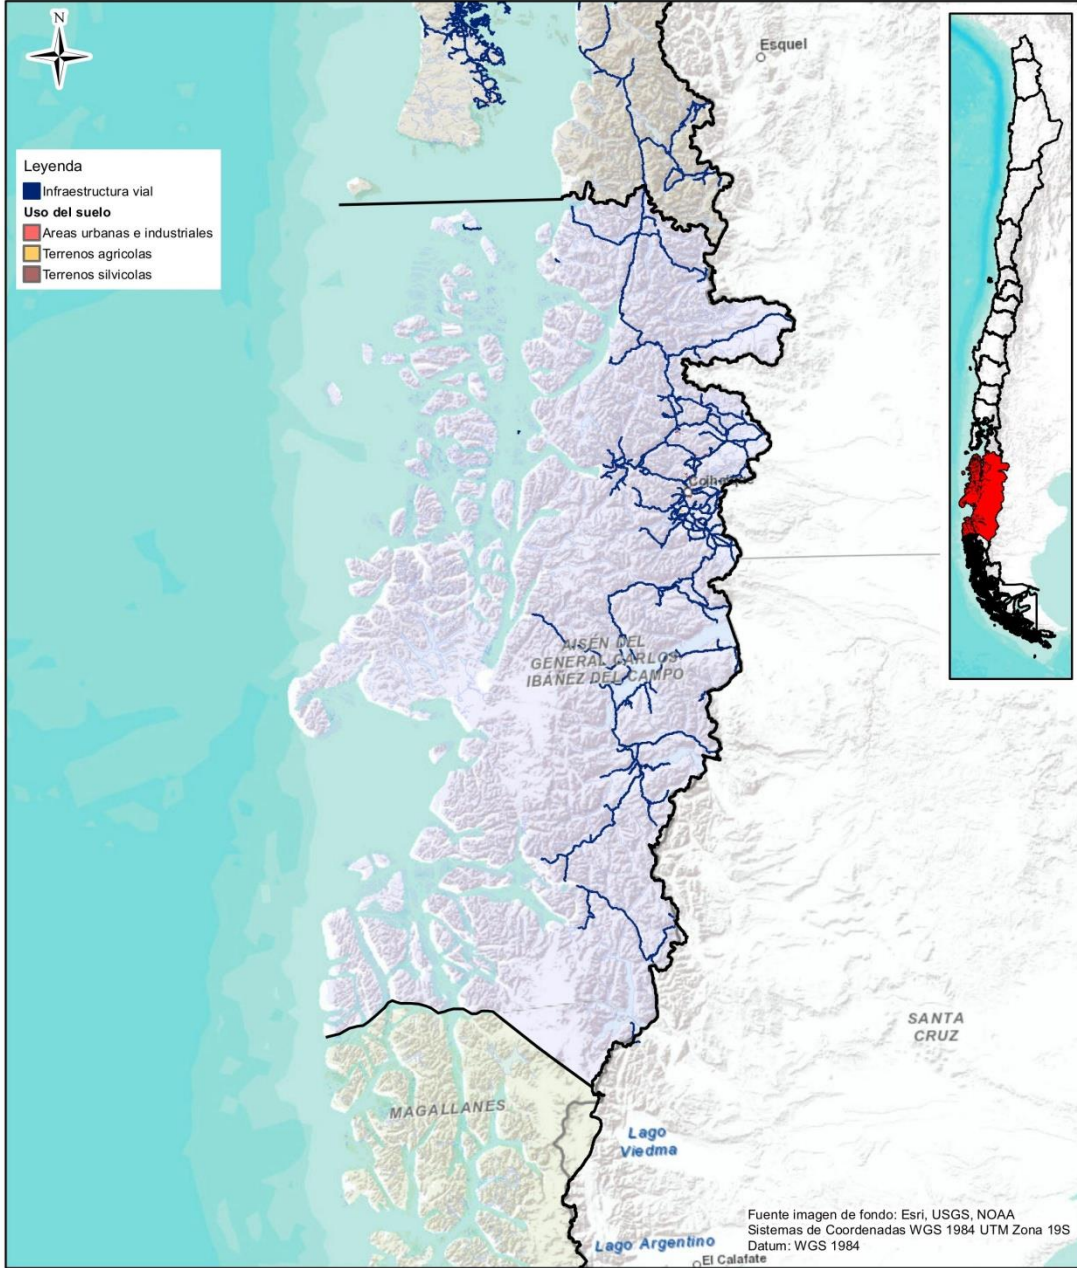 N
Esquel
Leyenda
Infraestructura vial
Uso del suelo
Areas urbanas e industriales
Terrenos agricolas
Terrenos silvicolas
AISÉN DEL
GENERAL CARLOS
IBÁÑEZ DEL CAMPO
SANTA
CRUZ
MAGALLANES
Lago
Viedma
Fuente imagen de fondo: Esri, USGS, NOAA
Sistemas de Coordenadas WGS 1984 UTM Zona 19S
Datum: WGS 1984
Lago Argentino
El Calafate